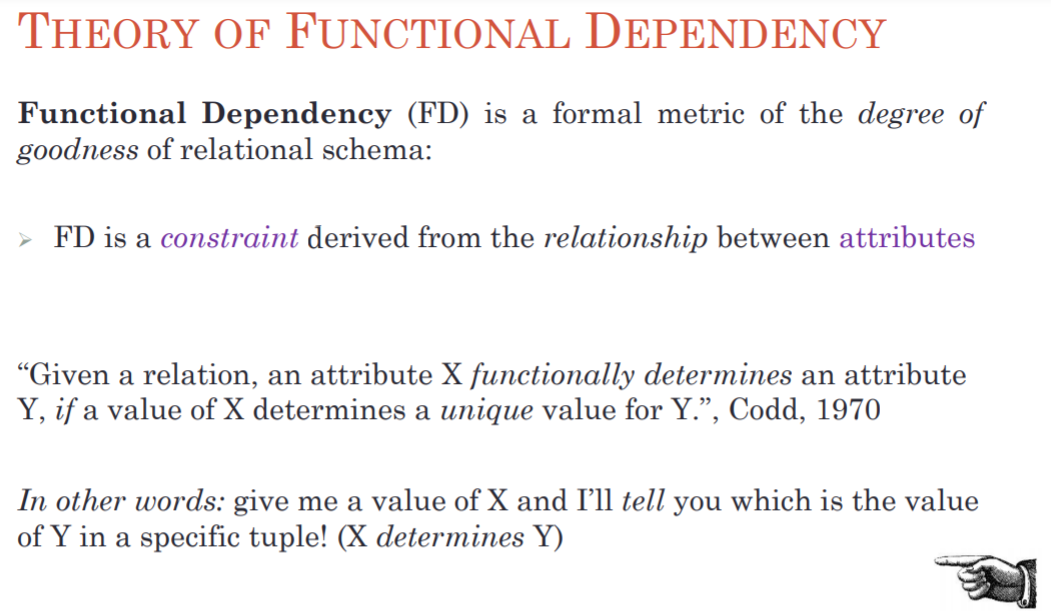 THEORY OF FUNCTIONAL DEPENDENCY
Functional Dependency (FD) is a formal metric of the degree of
goodness of relational schema:
➢ FD is a constraint derived from the relationship between attributes
“Given a relation, an attribute X functionally determines an attribute
Y, if a value of X determines a unique value for Y.”, Codd, 1970
In other words: give me a value of X and I’ll tell you which is the value
of Y in a specific tuple! (X determines Y)